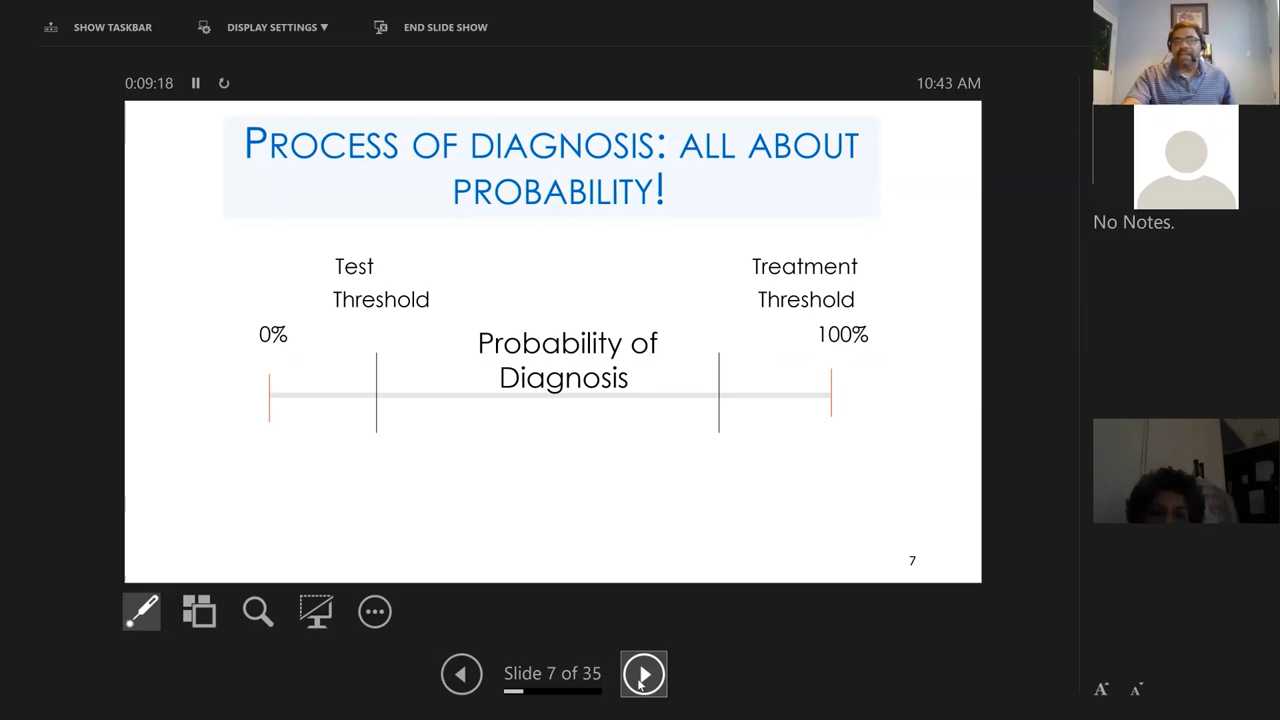 SHOW TASKBAR
DISPLAY SETTINGS ▼
END SLIDE SHOW
0:09:18
10:43 AM
PROCESS OF DIAGNOSIS: ALL ABOUT
PROBABILITY!
Test
Threshold
Treatment
Threshold
0%
Probability of
Diagnosis
100%
7
No Notes.
Slide 7 of 35
A
A